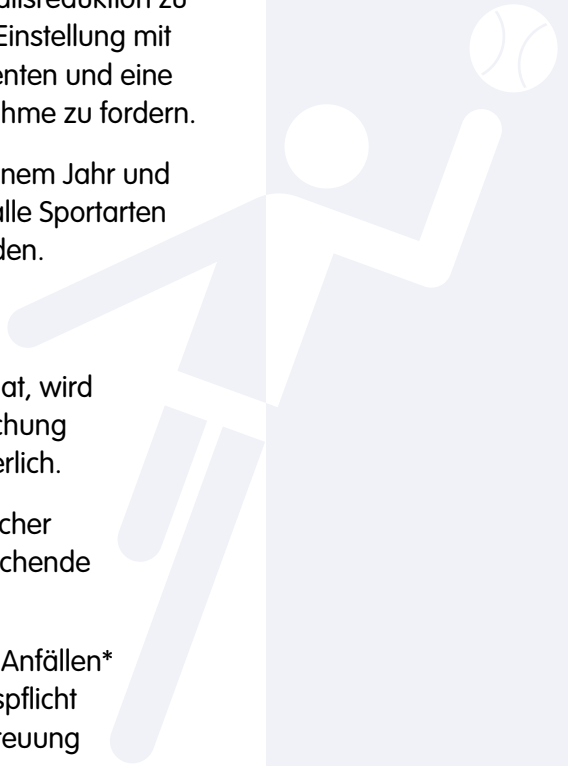 allsreduktion zu
Einstellung mit
enten und eine
hme zu fordern.
nem Jahr und
alle Sportarten
den.
at, wird
chung
erlich.
cher
chende
Anfällen*
spflicht
reuung